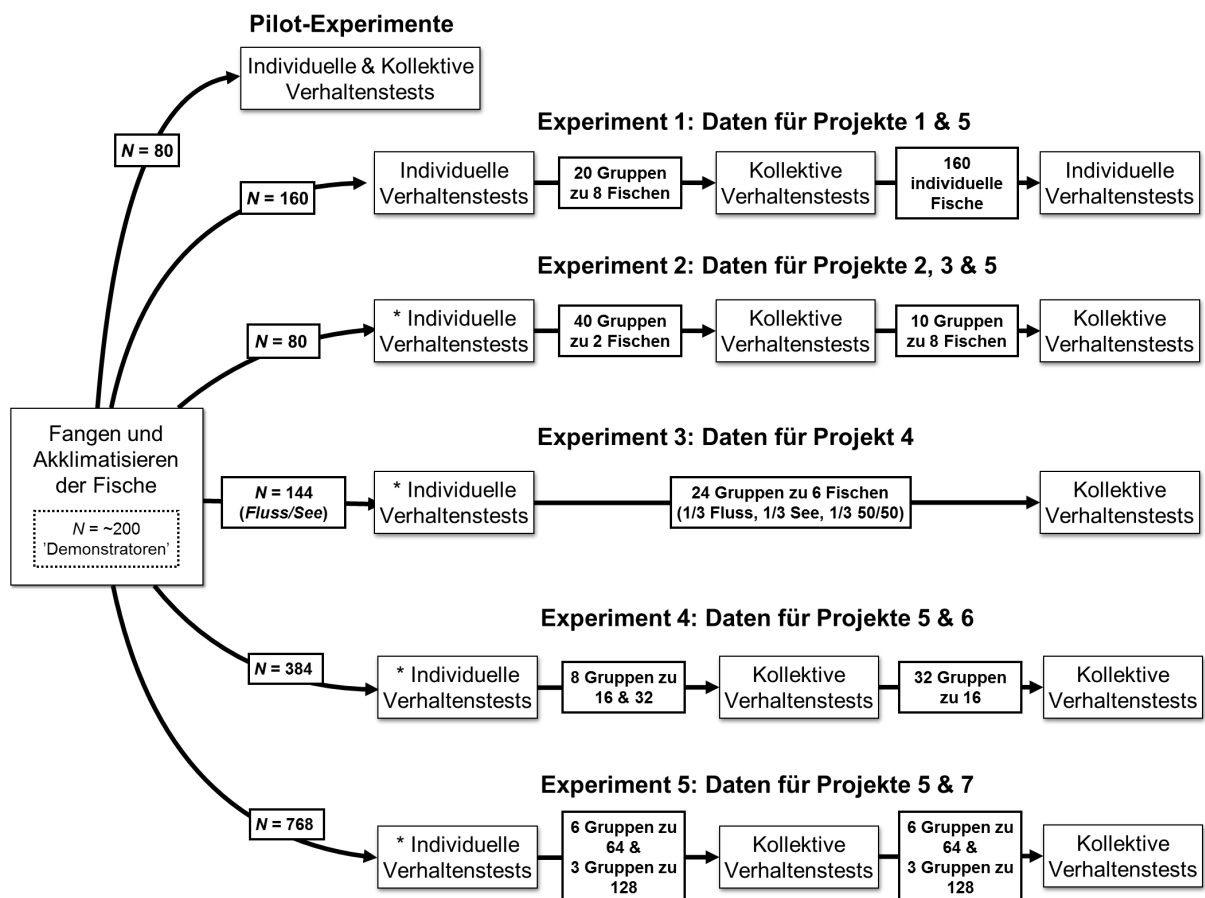 Pilot-Experimente
Individuelle & Kollektive
Verhaltenstests
N = 80
Experiment 1: Daten für Projekte 1 & 5
N = 160
Individuelle
Verhaltenstests
20 Gruppen
zu 8 Fischen
Kollektive
Verhaltenstests
160
individuelle
Fische
Individuelle
Verhaltenstests
Experiment 2: Daten für Projekte 2, 3 & 5
N = 80
* Individuelle
Verhaltenstests
40 Gruppen
zu 2 Fischen
Kollektive
Verhaltenstests
10 Gruppen
zu 8 Fischen
Kollektive
Verhaltenstests
Fangen und
Akklimatisieren
der Fische
N = ~200
'Demonstratoren'
Experiment 3: Daten für Projekt 4
N = 144
(Fluss/See)
* Individuelle
Verhaltenstests
24 Gruppen zu 6 Fischen
(1/3 Fluss, 1/3 See, 1/3 50/50)
Kollektive
Verhaltenstests
Experiment 4: Daten für Projekte 5 & 6
N = 384
* Individuelle
Verhaltenstests
8 Gruppen zu
16 & 32
Kollektive
Verhaltenstests
32 Gruppen
zu 16
Kollektive
Verhaltenstests
Experiment 5: Daten für Projekte 5 & 7
N = 768
* Individuelle
Verhaltenstests
6 Gruppen zu
64 &
3 Gruppen zu
128
Kollektive
Verhaltenstests
6 Gruppen zu
64 &
3 Gruppen zu
128
Kollektive
Verhaltenstests